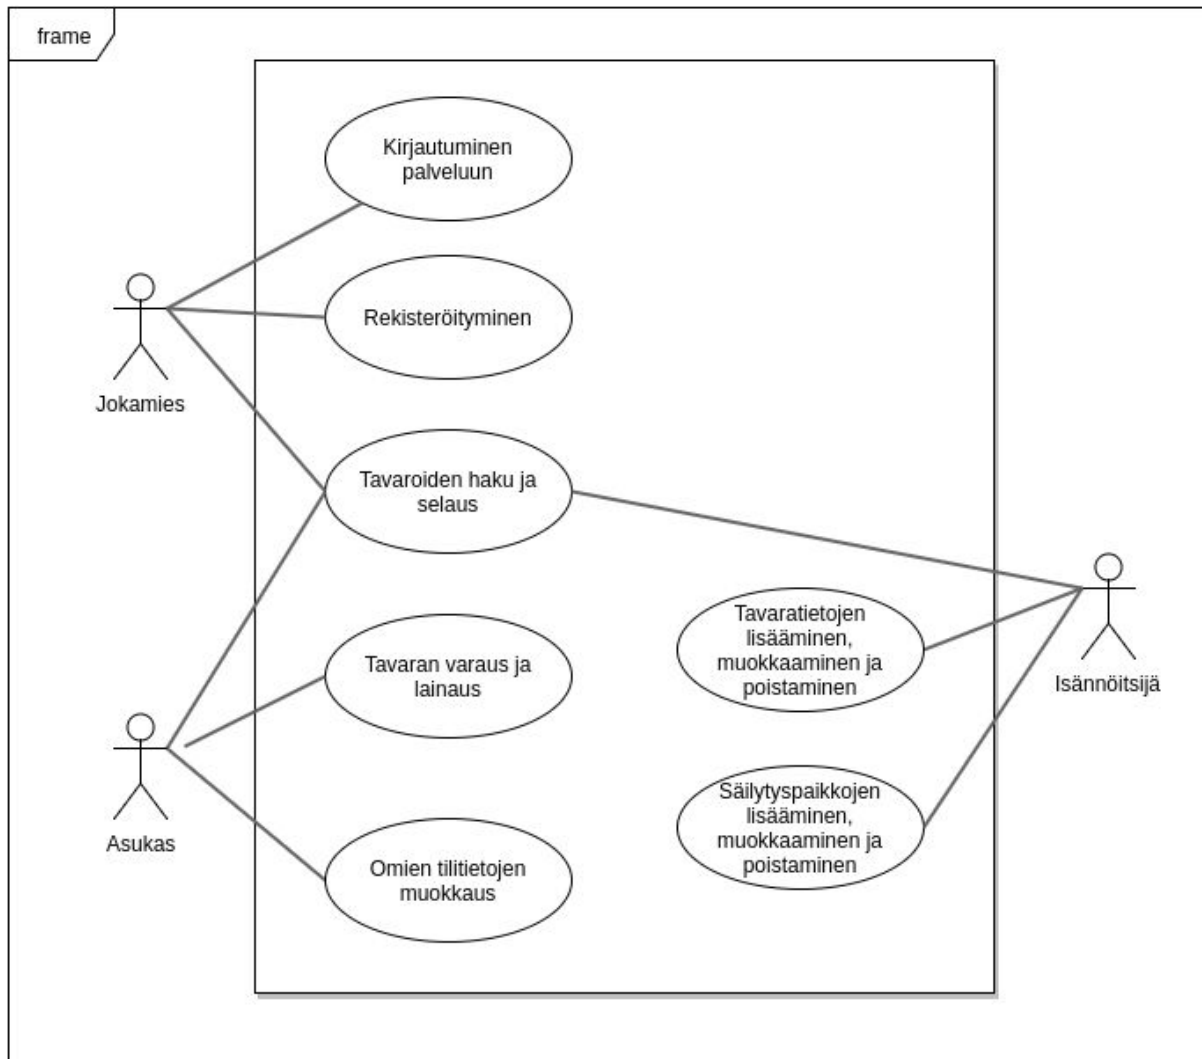 frame
Kirjautuminen
palveluun
Rekisteröityminen
Jokamies
Tavaroiden haku ja
selaus
Tavaratietojen
lisääminen,
muokkaaminen ja
poistaminen
Isännöitsijä
Tavaran varaus ja
lainaus
Säilytyspaikkojen
lisääminen,
muokkaaminen ja
poistaminen
Asukas
Omien tilitietojen
muokkaus